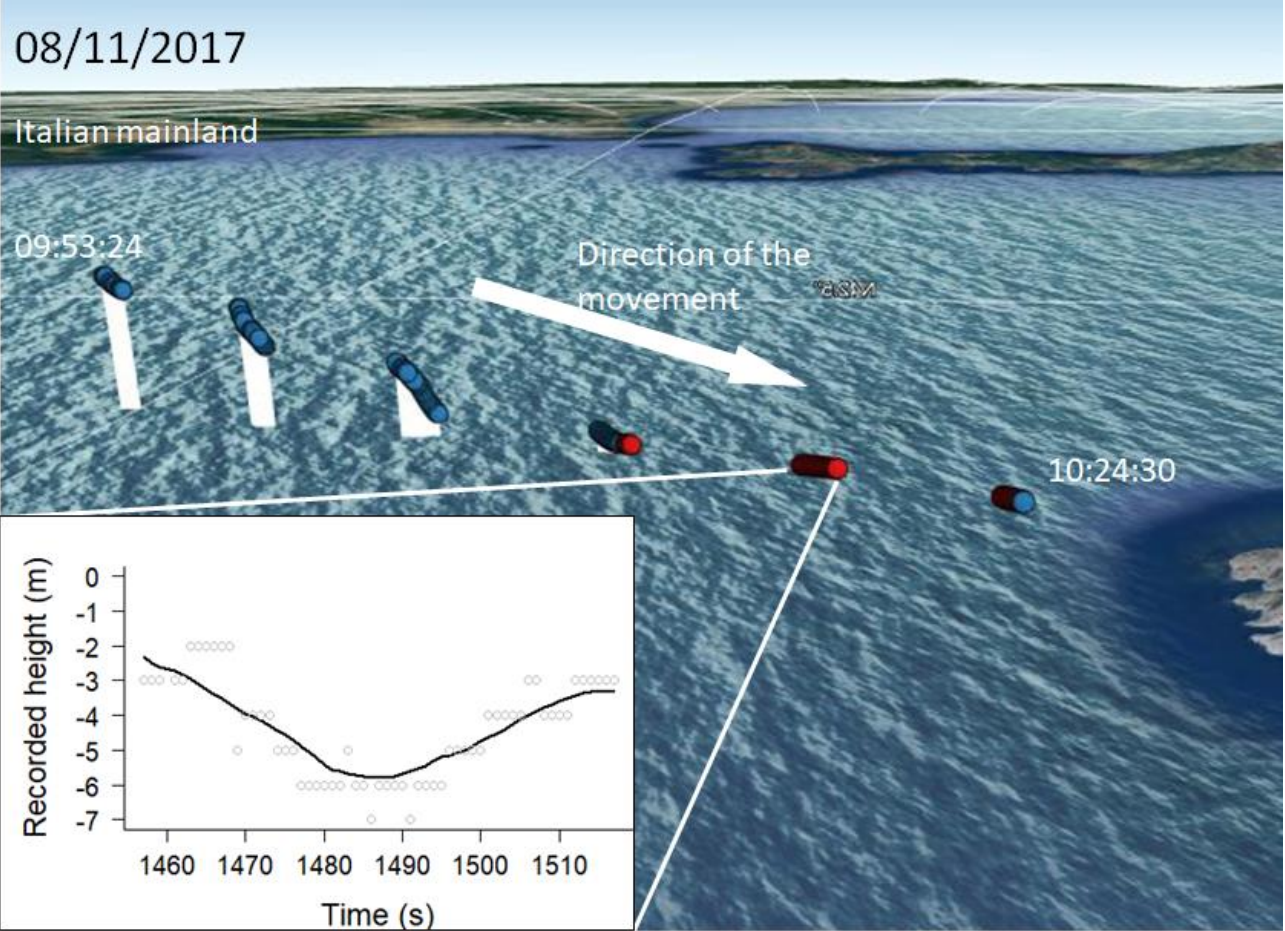 08/11/2017
Italian mainland
09:53:24
Direction of the
movement
10:24:30
Recorded height (m)
0
-1
-2
-3
-4
-5
-6
-7
1460 1470 1480 1490 1500 1510
Time (s)